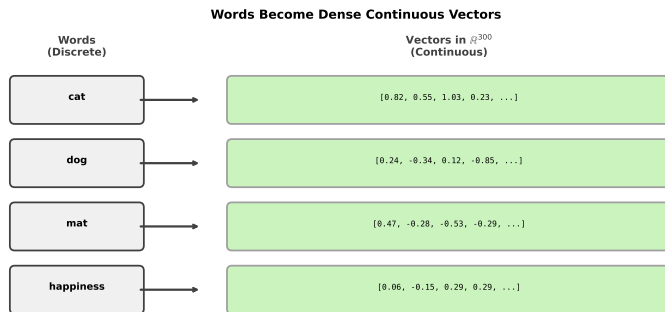 Words Become Dense Continuous Vectors
Words
(Discrete)
Vectors in ℝ³⁰⁰
(Continuous)
cat
[0.82, 0.55, 1.03, 0.23, ...]
dog
[0.24, -0.34, 0.12, -0.85, ...]
mat
[0.47, -0.28, -0.53, -0.29, ...]
happiness
[0.06, -0.15, 0.29, 0.29, ...]